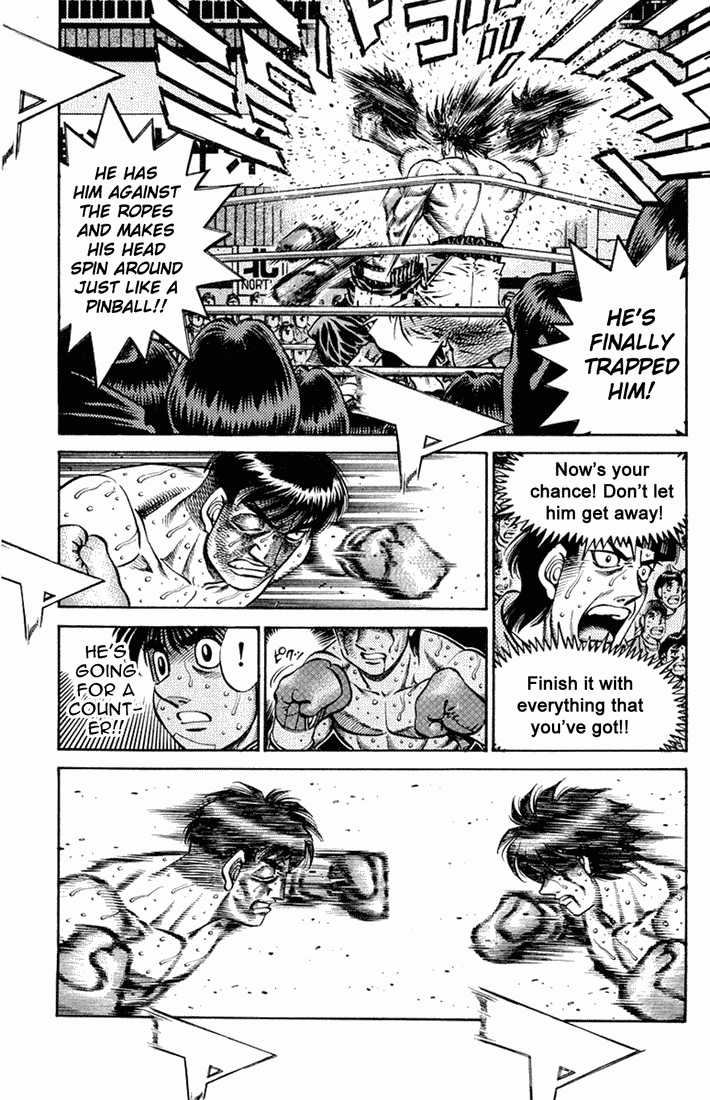 HE'S
FINALLY
TRAPPED
HIM!
HE HAS
HIM AGAINST
THE ROPES
AND MAKES
HIS HEAD
SPIN AROUND
JUST LIKE A
PINBALL!!
北
NORT
Now's your
chance! Don't let
him get away!
Finish it with
everything that
you've got!!
!
HE'S
GOING
FOR A
COUNT-
ER!!